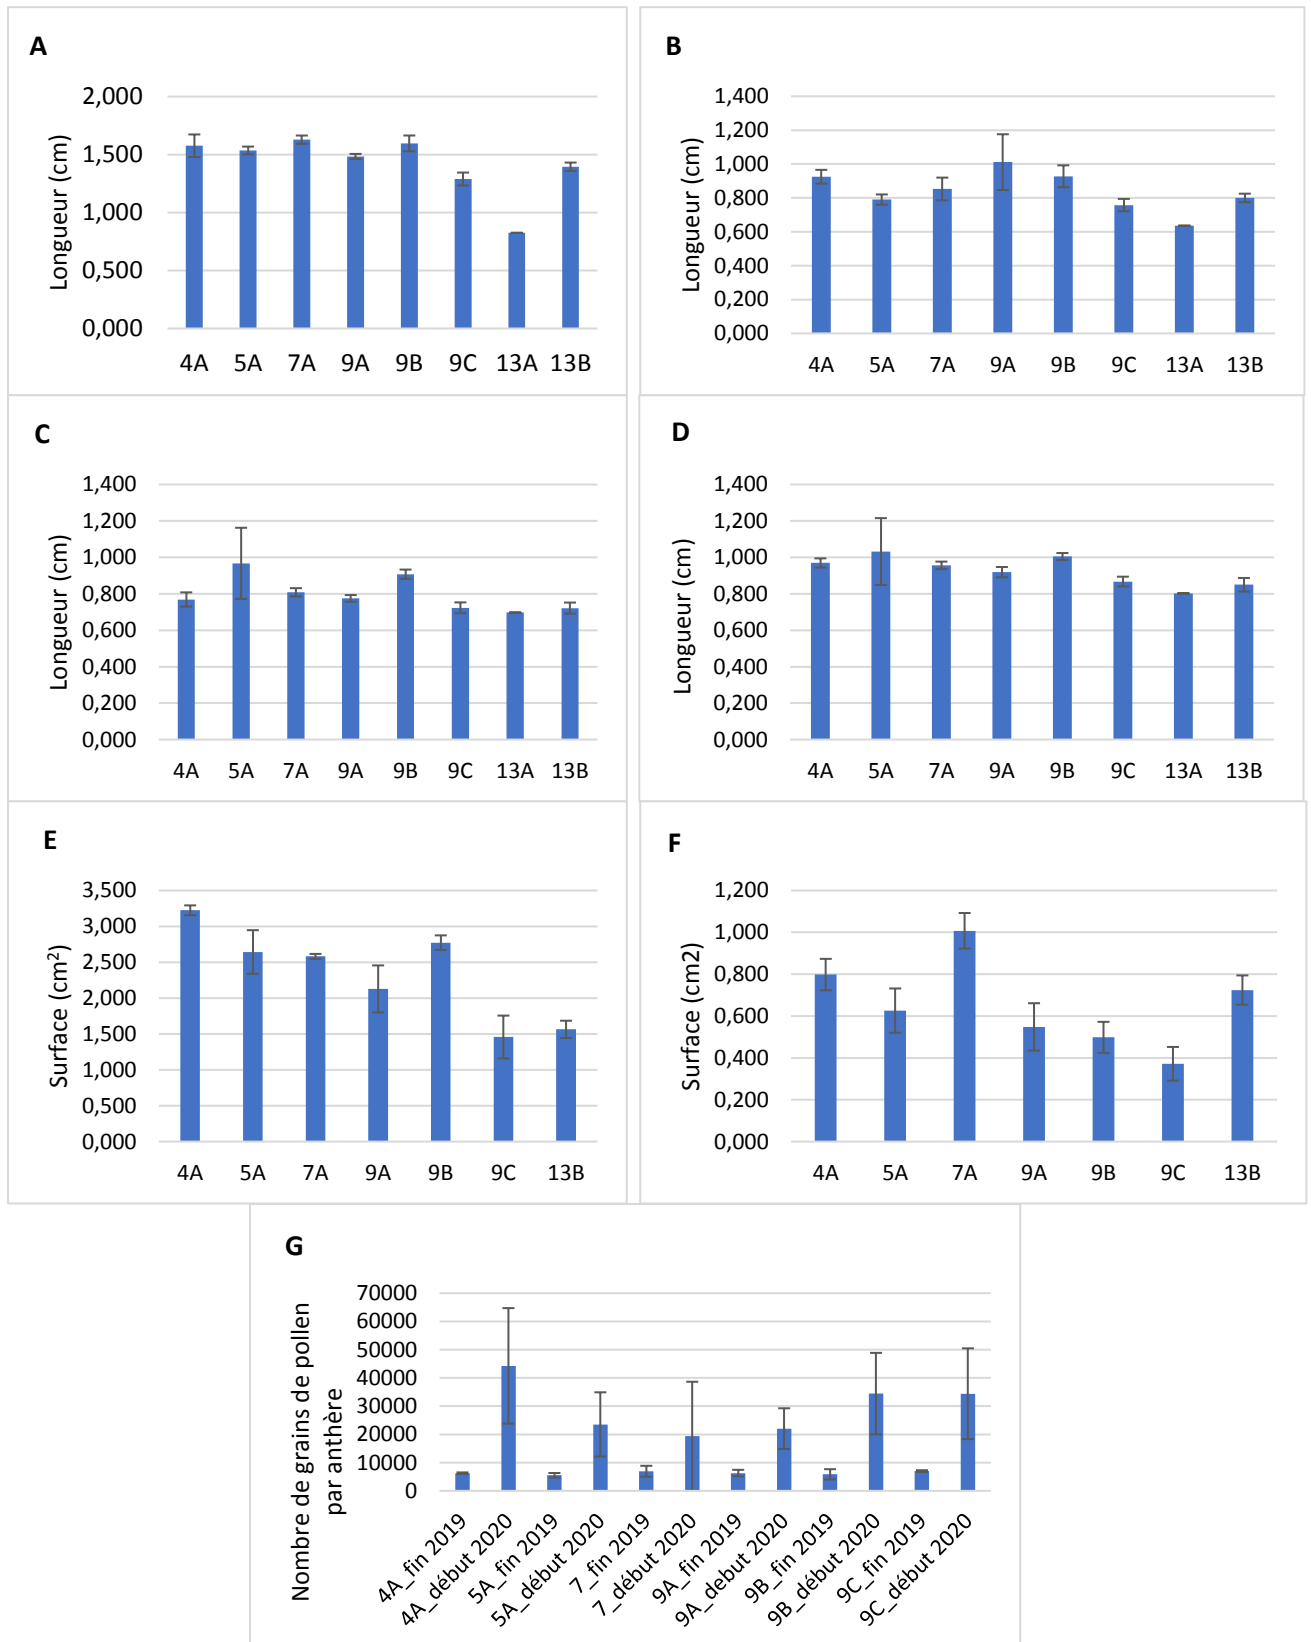 A
Longueur (cm)
2,000
1,500
1,000
0,500
0,000
4A 5A 7A 9A 9B 9C 13A 13B
B
Longueur (cm)
1,400
1,200
1,000
0,800
0,600
0,400
0,200
0,000
4A 5A 7A 9A 9B 9C 13A 13B
C
Longueur (cm)
1,400
1,200
1,000
0,800
0,600
0,400
0,200
0,000
4A 5A 7A 9A 9B 9C 13A 13B
D
Longueur (cm)
1,400
1,200
1,000
0,800
0,600
0,400
0,200
0,000
4A 5A 7A 9A 9B 9C 13A 13B
E
Surface (cm²)
3,500
3,000
2,500
2,000
1,500
1,000
0,500
0,000
4A 5A 7A 9A 9B 9C 13B
F
Surface (cm2)
1,200
1,000
0,800
0,600
0,400
0,200
0,000
4A 5A 7A 9A 9B 9C 13B
G
Nombre de grains de pollen
par anthère
70000
60000
50000
40000
30000
20000
10000
0
4A_fin 2019
4A_début 2020
5A_fin 2019
5A_début 2020
7_fin 2019
7_début 2020
9A_fin 2019
9A_début 2020
9B_fin 2019
9B_début 2020
9C_fin 2019
9C_début 2020